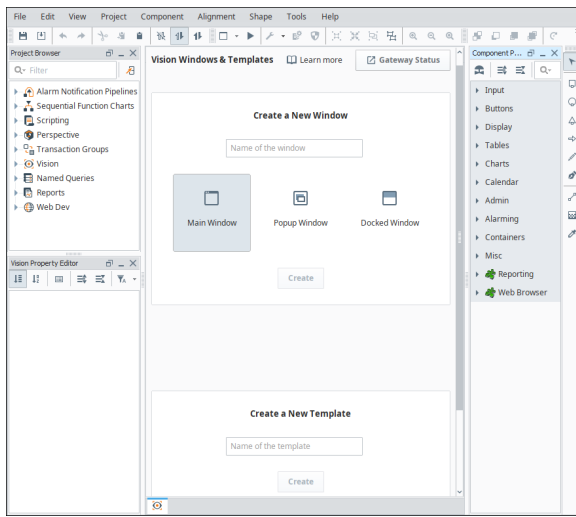 File Edit View Project Component Alignment Shape Tools Help
Project Browser
Filter
Alarm Notification Pipelines
Sequential Function Charts
Scripting
Perspective
Transaction Groups
Vision
Named Queries
Reports
Web Dev
Vision Property Editor
Vision Windows & Templates Learn more Gateway Status
Create a New Window
Name of the window
Main Window Popup Window Docked Window
Create
Create a New Template
Name of the template
Create
Component P...
Input
Buttons
Display
Tables
Charts
Calendar
Admin
Alarming
Containers
Misc
Reporting
Web Browser